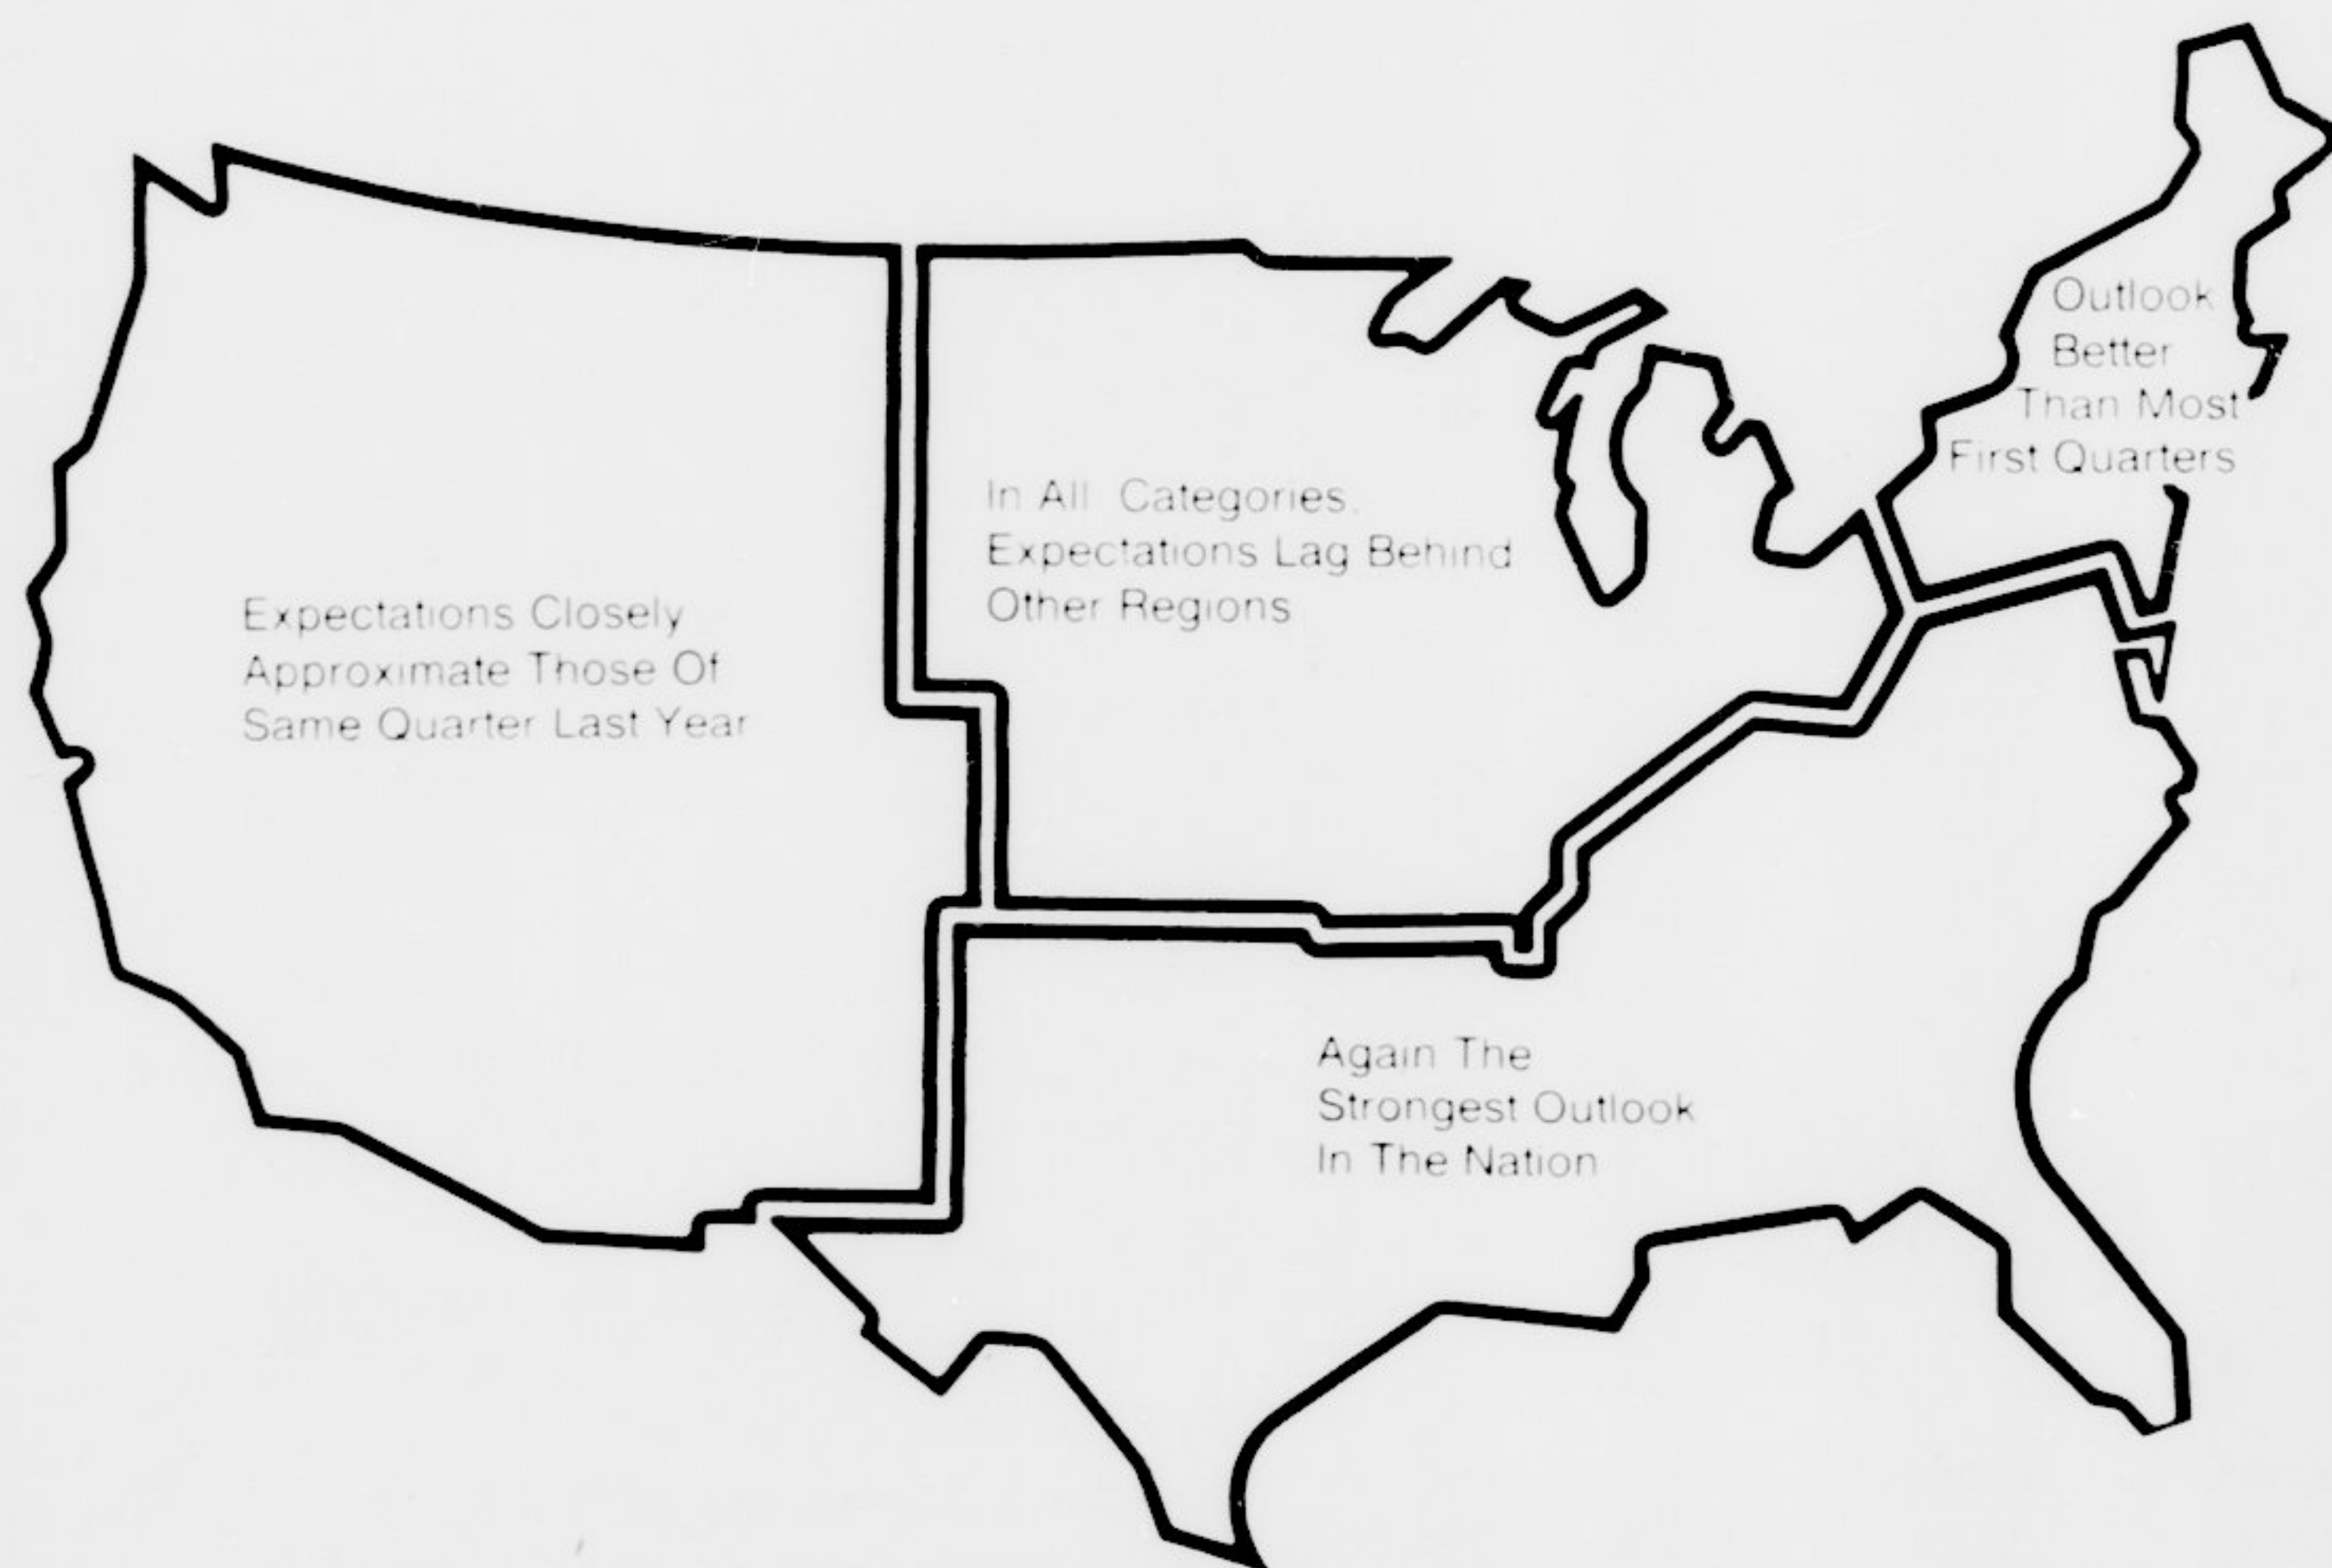 Outlook
Better
Than Most
First Quarters
In All Categories,
Expectations Lag Behind
Other Regions
Expectations Closely
Approximate Those Of
Same Quarter Last Year
Again The
Strongest Outlook
In The Nation